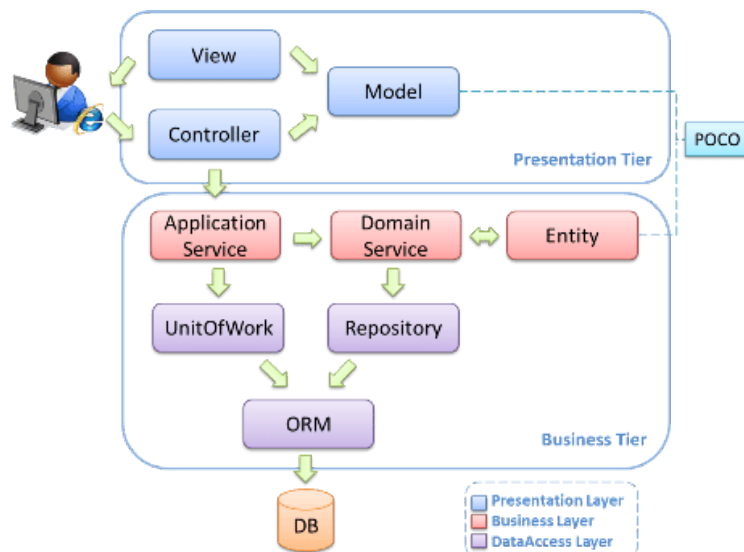 View
Model
Controller
POCO
Presentation Tier
Application
Service
Domain
Service
Entity
UnitOfWork
Repository
ORM
Business Tier
DB
Presentation Layer
Business Layer
DataAccess Layer